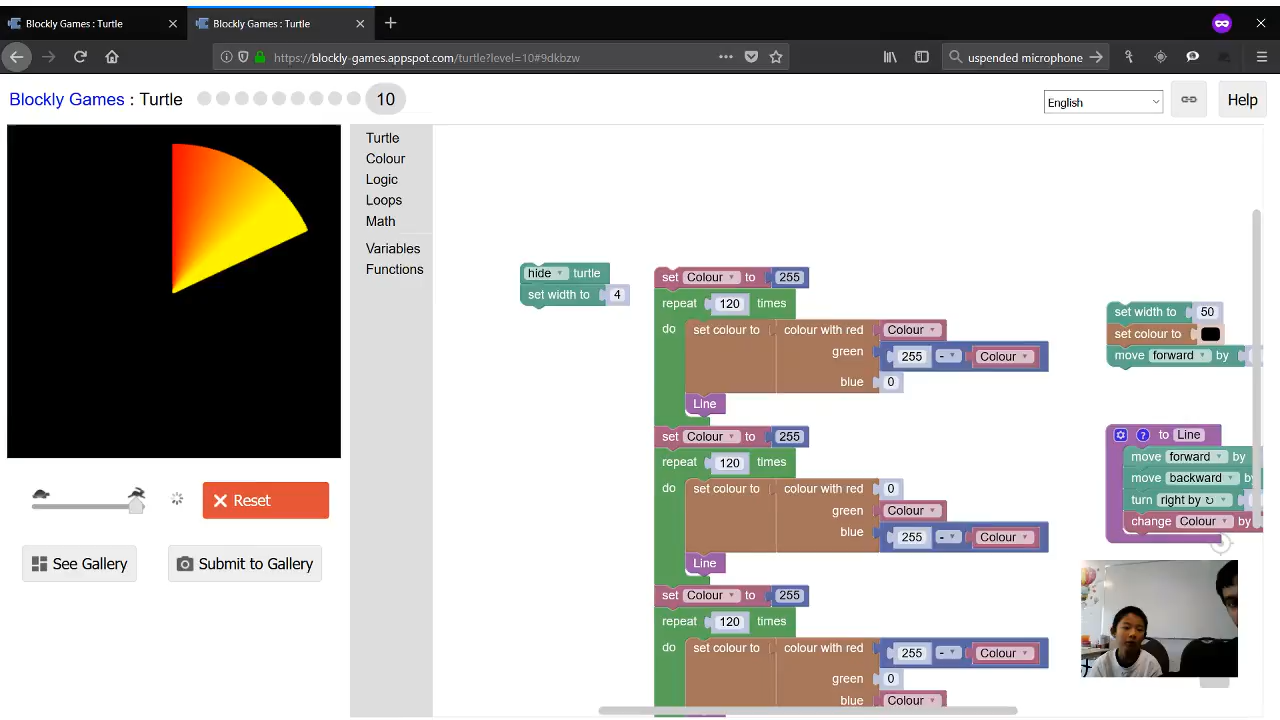 Blockly Games : Turtle
Blockly Games : Turtle
https://blockly-games.appspot.com/turtle?level=10#9dkbzw
uspended microphone
Blockly Games : Turtle
10
English
Help
Turtle
Colour
Logic
Loops
Math
Variables
Functions
hide turtle
set width to 4
set Colour to 255
repeat 120 times
do set colour to colour with red Colour
green 255 - Colour
blue 0
Line
set Colour to 255
repeat 120 times
do set colour to colour with red 0
green Colour
blue 255 - Colour
Line
set Colour to 255
repeat 120 times
do set colour to colour with red 255 - Colour
green 0
blue Colour
set width to 50
set colour to
move forward by
to Line
move forward by
move backward by
turn right by ↻
change Colour by
Reset
See Gallery
Submit to Gallery